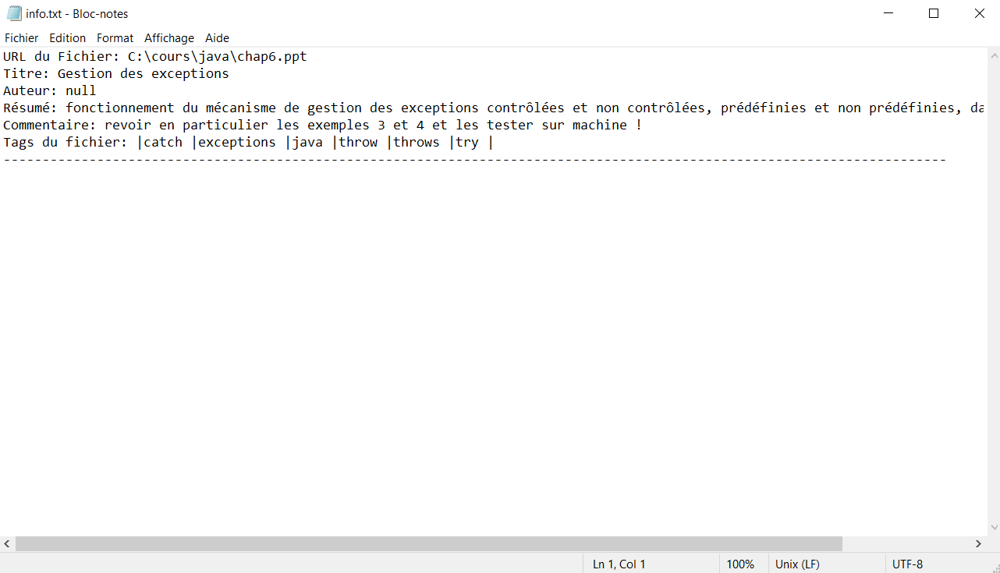 info.txt - Bloc-notes
Fichier Edition Format Affichage Aide
URL du Fichier: C:\cours\java\chap6.ppt
Titre: Gestion des exceptions
Auteur: null
Résumé: fonctionnement du mécanisme de gestion des exceptions contrôlées et non contrôlées, prédéfinies et non prédéfinies, da
Commentaire: revoir en particulier les exemples 3 et 4 et les tester sur machine !
Tags du fichier: |catch |exceptions |java |throw |throws |try |
-------------------------------------------------------------------------------------------------------------------------
Ln 1, Col 1 100% Unix (LF) UTF-8